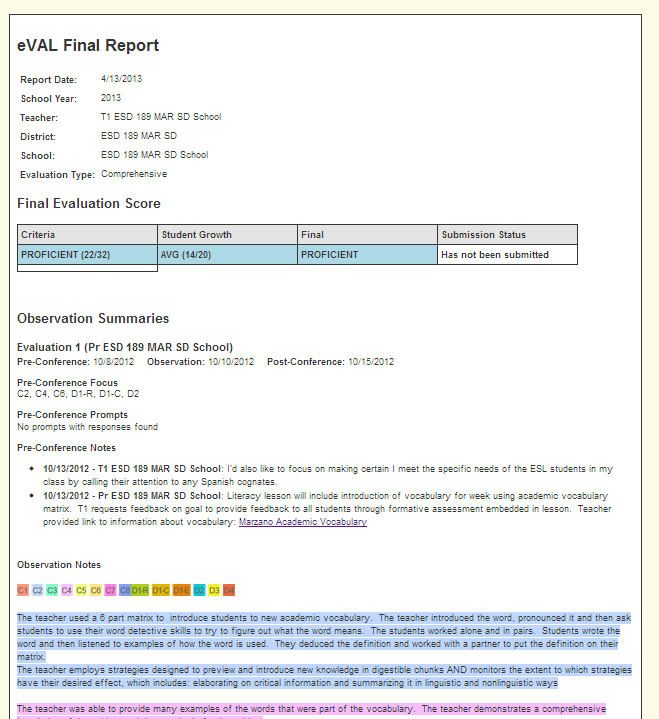 eVAL Final Report
Report Date: 4/13/2013
School Year: 2013
Teacher: T1 ESD 189 MAR SD School
District: ESD 189 MAR SD
School: ESD 189 MAR SD School
Evaluation Type: Comprehensive
Final Evaluation Score
Criteria Student Growth Final Submission Status
PROFICIENT (22/32) AVG (14/20) PROFICIENT Has not been submitted
Observation Summaries
Evaluation 1 (Pr ESD 189 MAR SD School)
Pre-Conference: 10/8/2012 Observation: 10/10/2012 Post-Conference: 10/15/2012
Pre-Conference Focus
C2, C4, C6, D1-R, D1-C, D2
Pre-Conference Prompts
No prompts with responses found
Pre-Conference Notes
• 10/13/2012 - T1 ESD 189 MAR SD School: I'd also like to focus on making certain I meet the specific needs of the ESL students in my
class by calling their attention to any Spanish cognates.
• 10/13/2012 - Pr ESD 189 MAR SD School: Literacy lesson will include introduction of vocabulary for week using academic vocabulary
matrix. T1 requests feedback on goal to provide feedback to all students through formative assessment embedded in lesson. Teacher
provided link to information about vocabulary: Marzano Academic Vocabulary
Observation Notes
C1 C2 C3 C4 C5 C6 C7 C8 D1-R D1-C D1-E D2 D3 D4
The teacher used a 6 part matrix to introduce students to new academic vocabulary. The teacher introduced the word, pronounced it and then ask
students to use their word detective skills to try to figure out what the word means. The students worked alone and in pairs. Students wrote the
word and then listened to examples of how the word is used. They deduced the definition and worked with a partner to put the definition on their
matrix.
The teacher employs strategies designed to preview and introduce new knowledge in digestible chunks AND monitors the extent to which strategies
have their desired effect, which includes: elaborating on critical information and summarizing it in linguistic and nonlinguistic ways
The teacher was able to provide many examples of the words that were part of the vocabulary. The teacher demonstrates a comprehensive